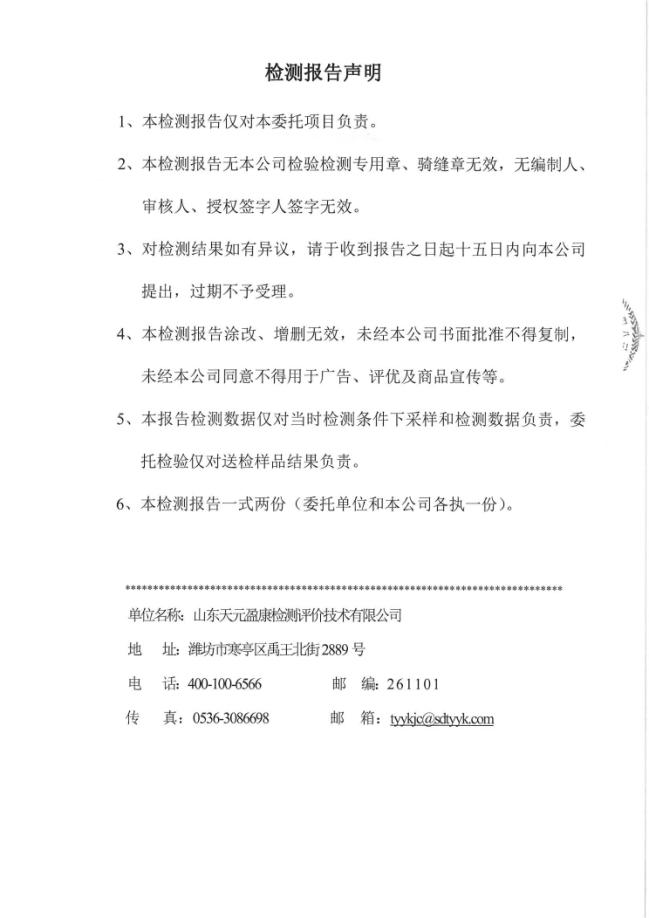 检测报告声明
1、本检测报告仅对本委托项目负责。
2、本检测报告无本公司检验检测专用章、骑缝章无效，无编制人、
审核人、授权签字人签字无效。
3、对检测结果如有异议，请于收到报告之日起十五日内向本公司
提出，过期不予受理。
4、本检测报告涂改、增删无效，未经本公司书面批准不得复制，
未经本公司同意不得用于广告、评优及商品宣传等。
5、本报告检测数据仅对当时检测条件下采样和检测数据负责，委
托检验仅对送检样品结果负责。
6、本检测报告一式两份（委托单位和本公司各执一份）。
******************************************************************************
单位名称：山东天元盈康检测评价技术有限公司
地 址：潍坊市寒亭区禹王北街2889号
电 话：400-100-6566 邮 编：261101
传 真：0536-3086698 邮 箱：tyykjc@sdtyyk.com